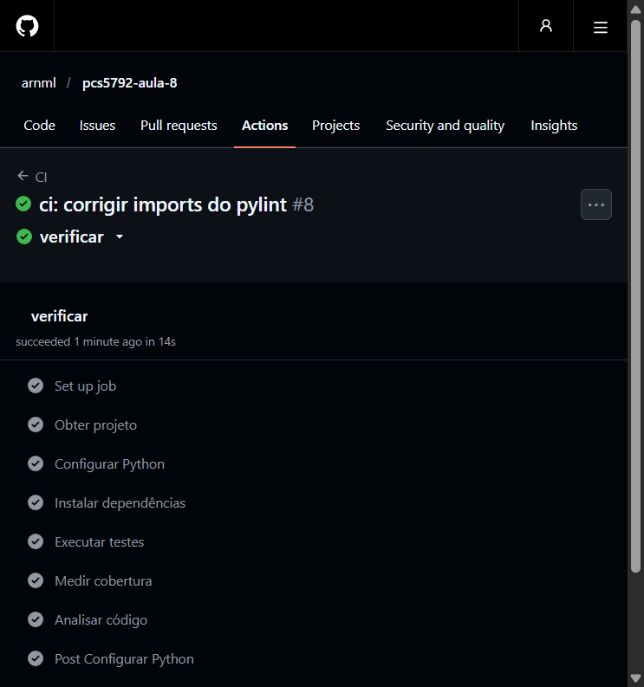 arnml / pcs5792-aula-8
Code Issues Pull requests Actions Projects Security and quality Insights
← CI
ci: corrigir imports do pylint #8
verificar
verificar
succeeded 1 minute ago in 14s
Set up job
Obter projeto
Configurar Python
Instalar dependências
Executar testes
Medir cobertura
Analisar código
Post Configurar Python